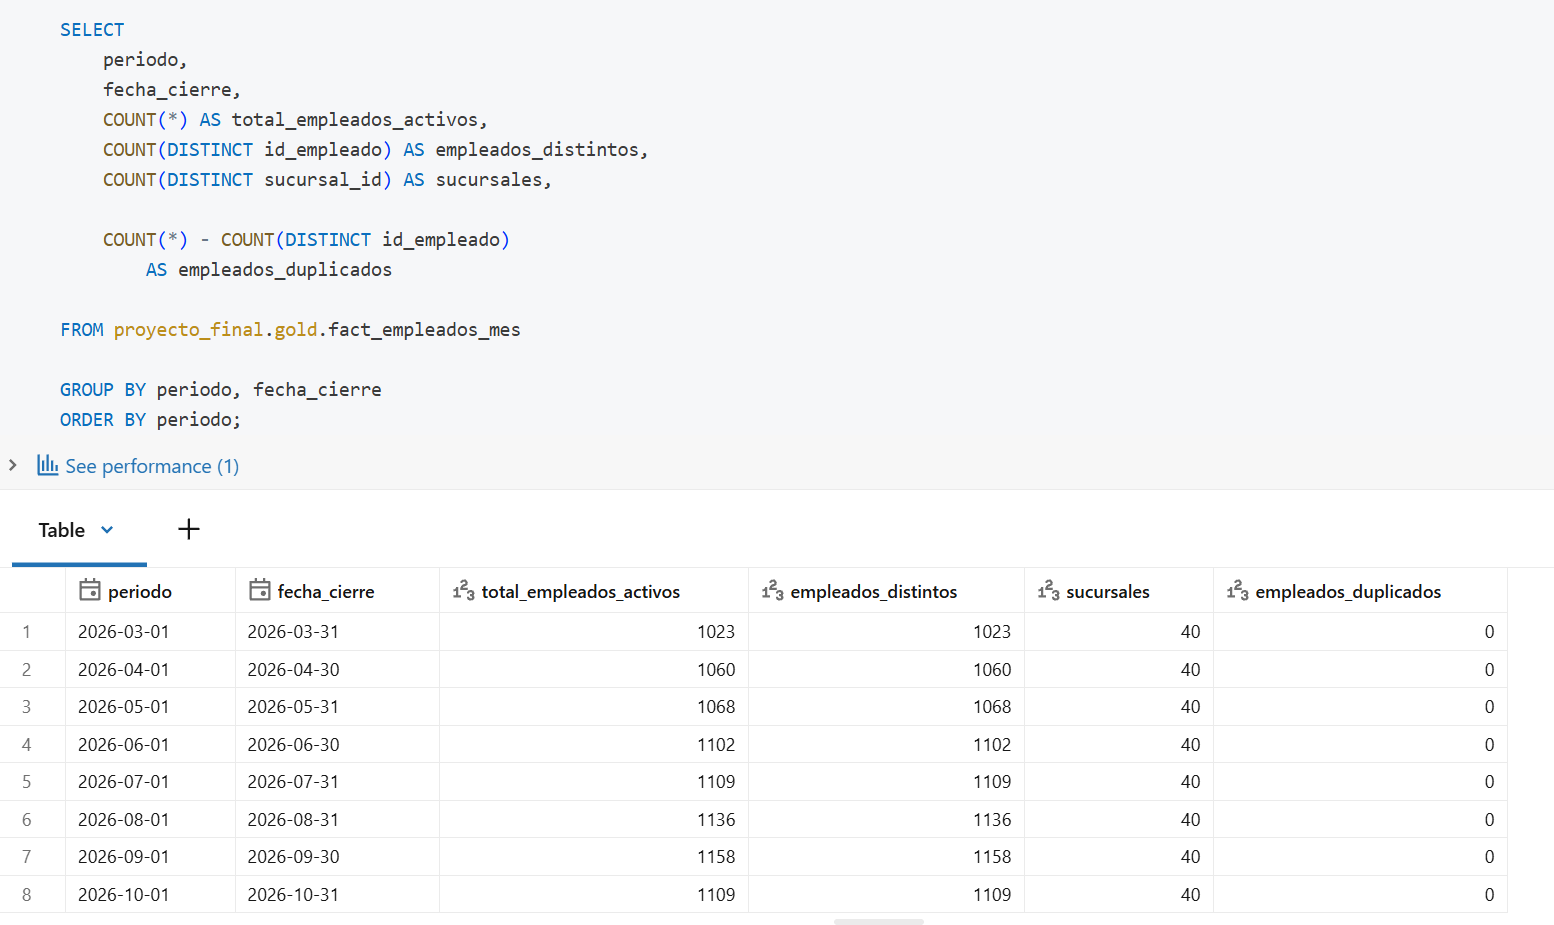 SELECT
periodo,
fecha_cierre,
COUNT(*) AS total_empleados_activos,
COUNT(DISTINCT id_empleado) AS empleados_distintos,
COUNT(DISTINCT sucursal_id) AS sucursales,
COUNT(*) - COUNT(DISTINCT id_empleado)
AS empleados_duplicados
FROM proyecto_final.gold.fact_empleados_mes
GROUP BY periodo, fecha_cierre
ORDER BY periodo;
See performance (1)
Table
periodo 123 fecha_cierre 123 total_empleados_activos 123 empleados_distintos 123 sucursales 123 empleados_duplicados
1 2026-03-01 2026-03-31 1023 1023 40 0
2 2026-04-01 2026-04-30 1060 1060 40 0
3 2026-05-01 2026-05-31 1068 1068 40 0
4 2026-06-01 2026-06-30 1102 1102 40 0
5 2026-07-01 2026-07-31 1109 1109 40 0
6 2026-08-01 2026-08-31 1136 1136 40 0
7 2026-09-01 2026-09-30 1158 1158 40 0
8 2026-10-01 2026-10-31 1109 1109 40 0